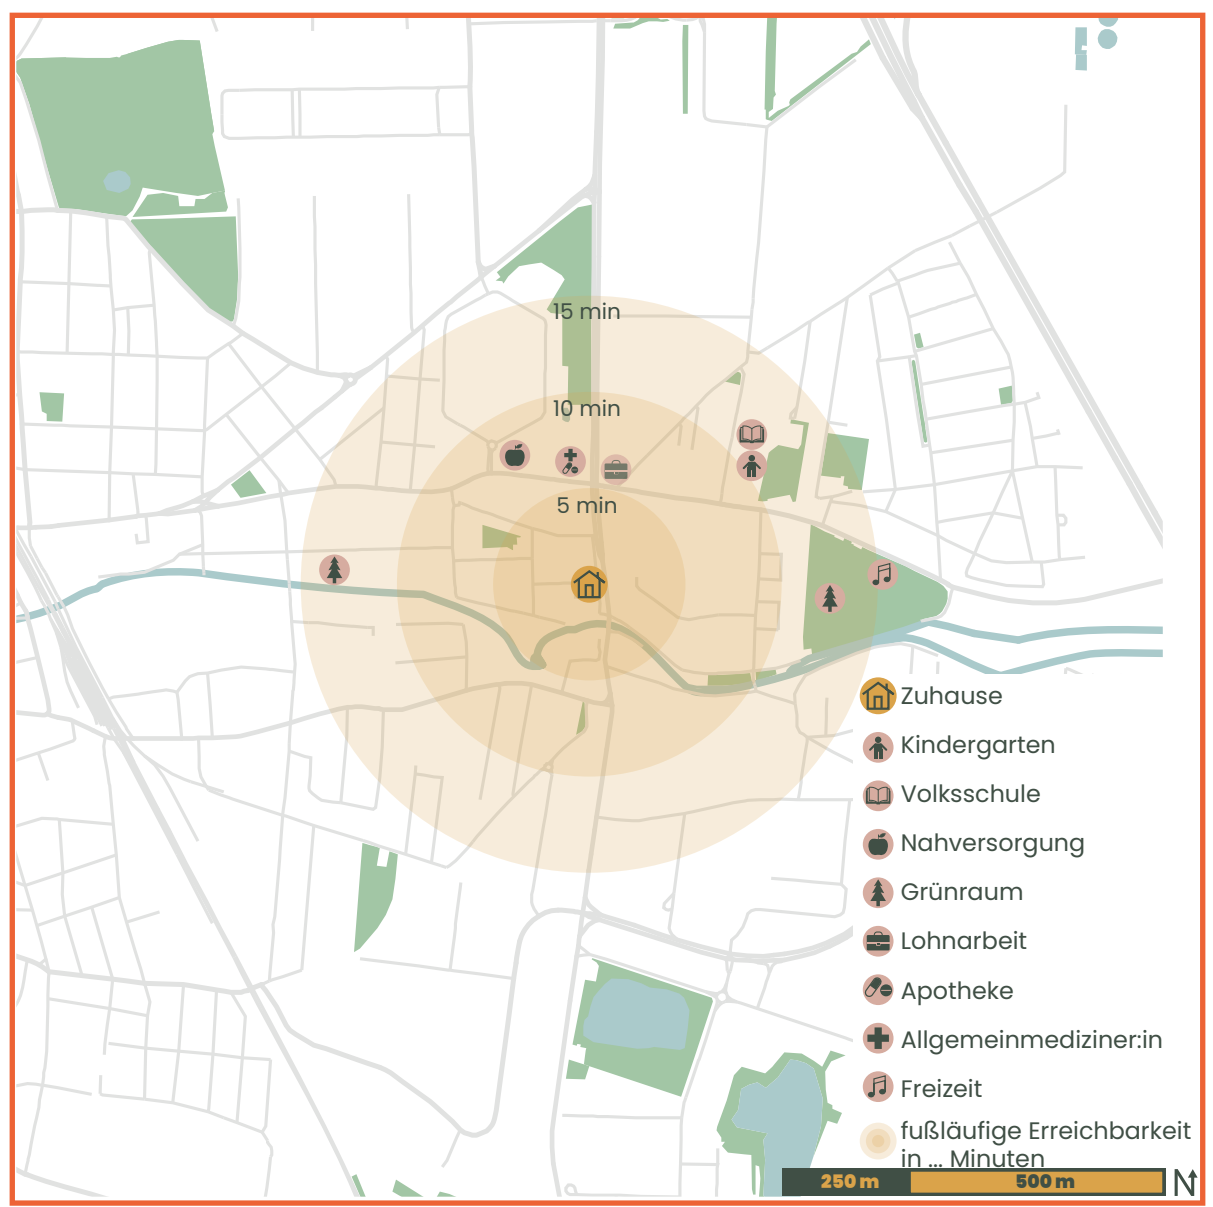 15 min
10 min
5 min
Zuhause
Kindergarten
Volksschule
Nahversorgung
Grünraum
Lohnarbeit
Apotheke
Allgemeinmediziner:in
Freizeit
fußläufige Erreichbarkeit
in ... Minuten
250 m 500 m N